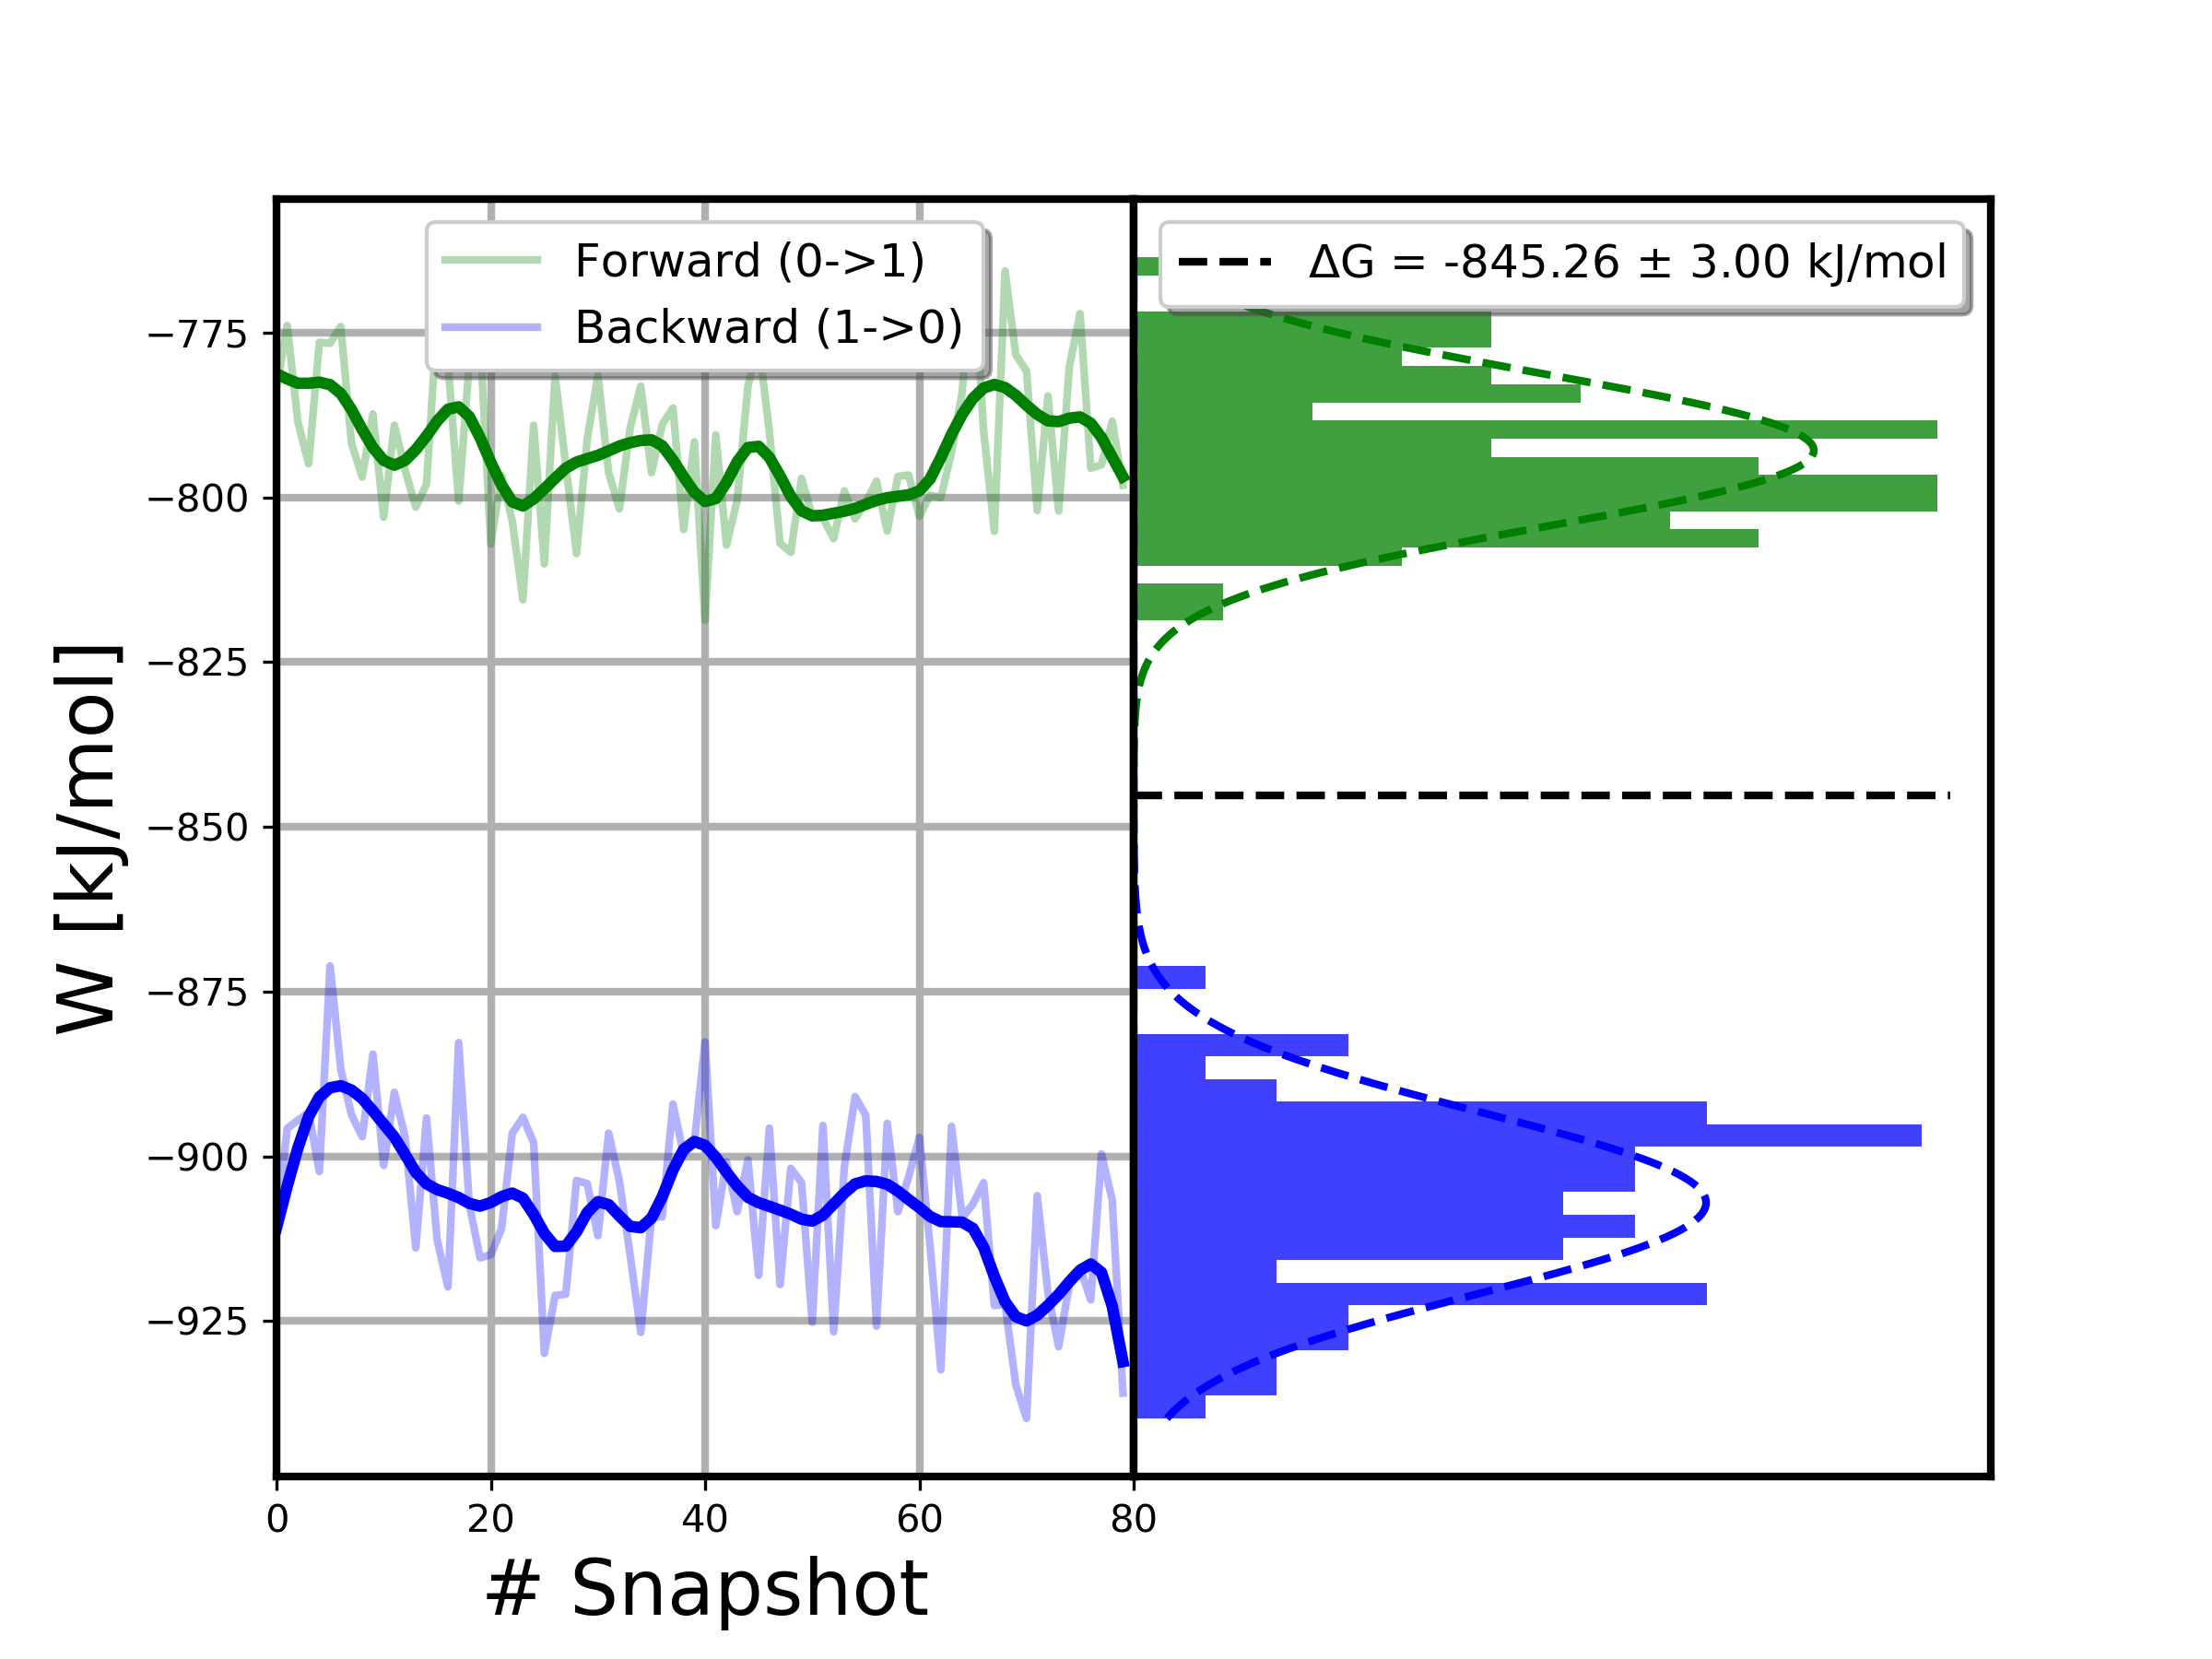 Forward (0->1)
Backward (1->0)
ΔG = -845.26 ± 3.00 kJ/mol
W [kJ/mol]
−775
−800
−825
−850
−875
−900
−925
0 20 40 60 80
# Snapshot